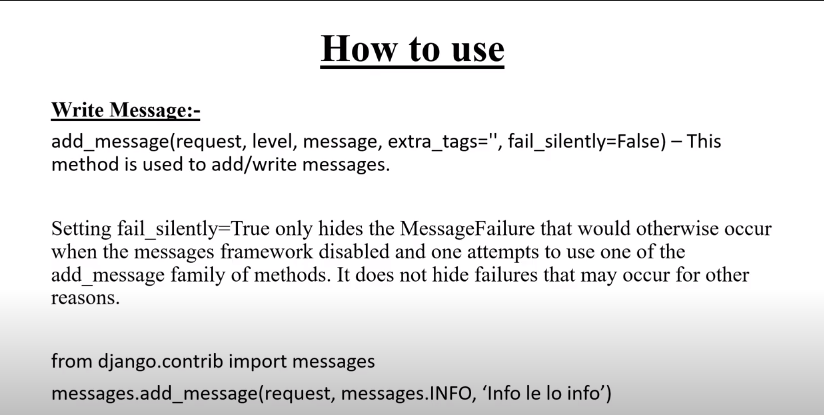 How to use
Write Message:-
add_message(request, level, message, extra_tags='', fail_silently=False) – This
method is used to add/write messages.
Setting fail_silently=True only hides the MessageFailure that would otherwise occur
when the messages framework disabled and one attempts to use one of the
add_message family of methods. It does not hide failures that may occur for other
reasons.
from django.contrib import messages
messages.add_message(request, messages.INFO, ‘Info le lo info’)